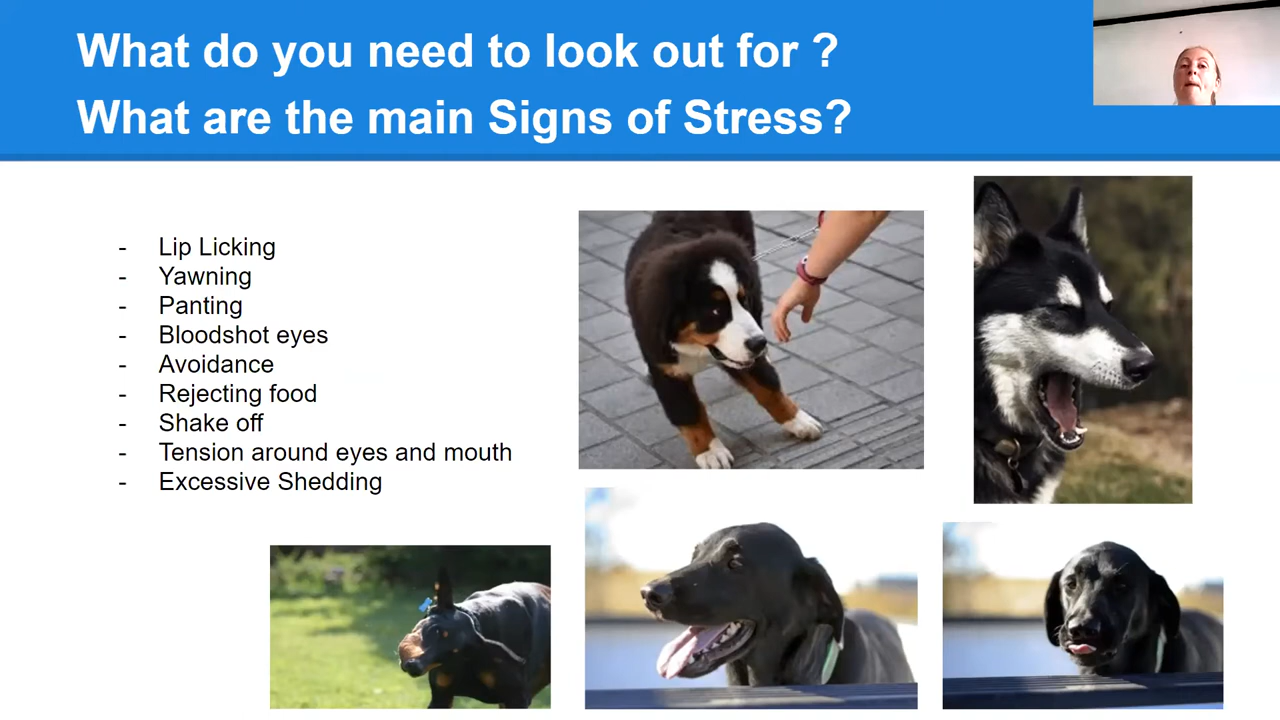 What do you need to look out for ?
What are the main Signs of Stress?
- Lip Licking
- Yawning
- Panting
- Bloodshot eyes
- Avoidance
- Rejecting food
- Shake off
- Tension around eyes and mouth
- Excessive Shedding